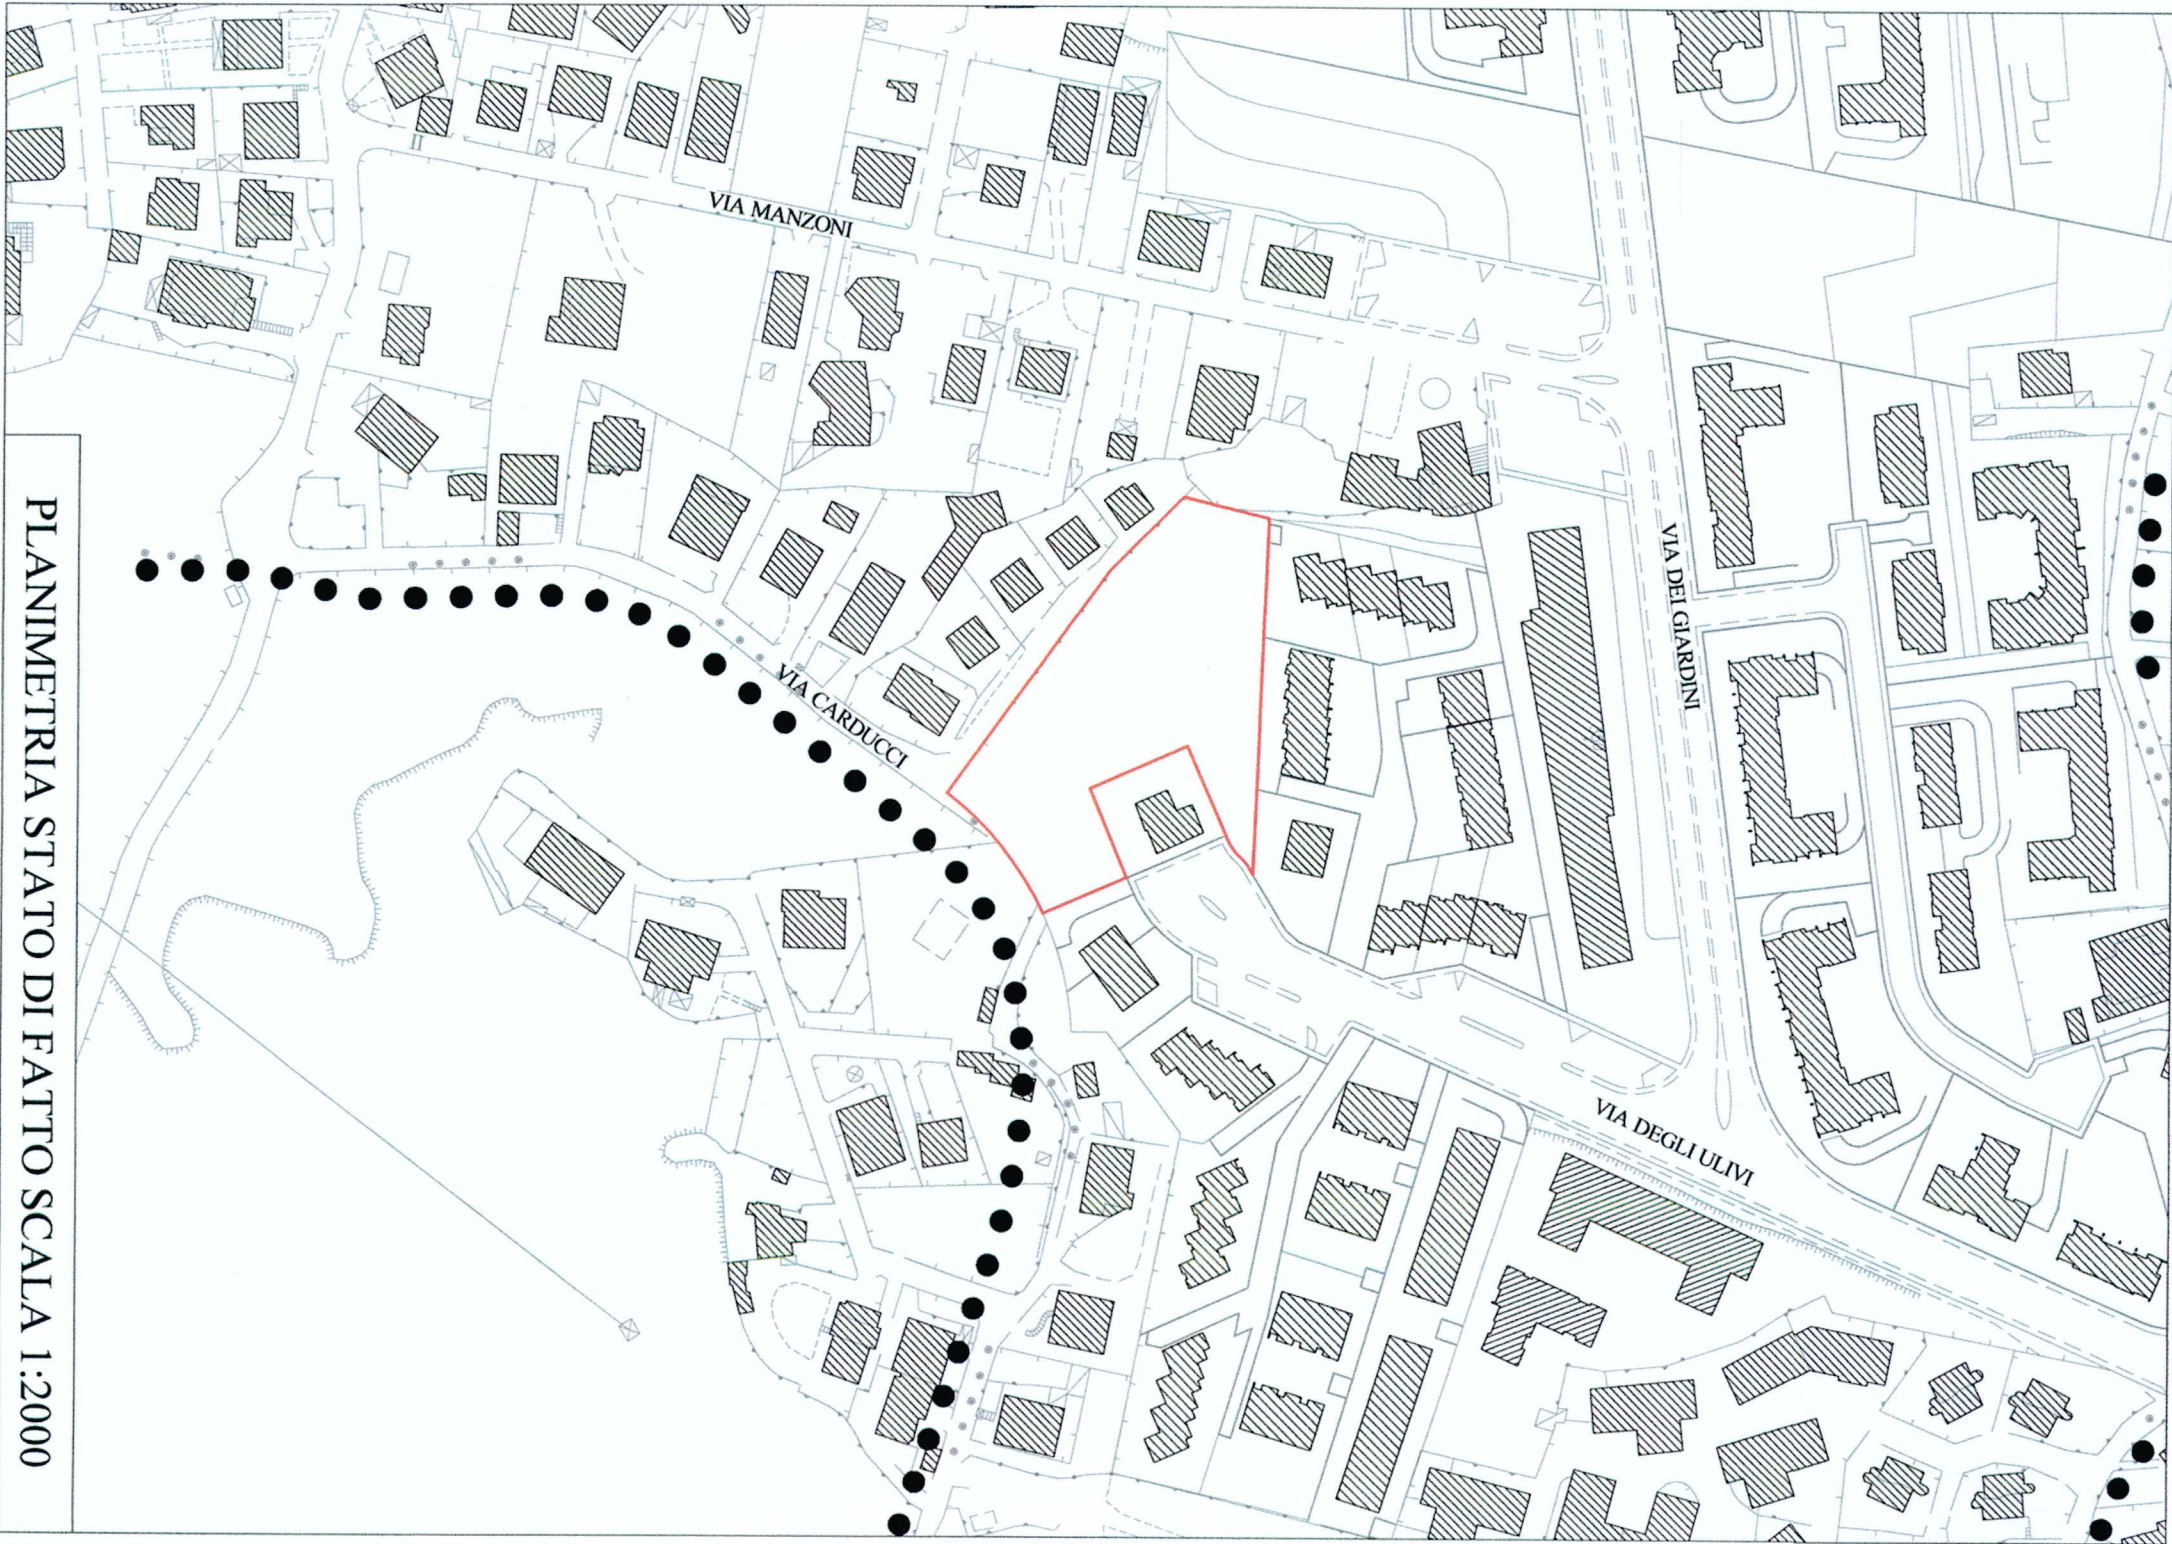 VIA MANZONI
VIA DEI GIARDINI
VIA CARDUCCI
VIA DEGLI ULIVI
PLANIMETRIA STATO DI FATTO SCALA 1:2000